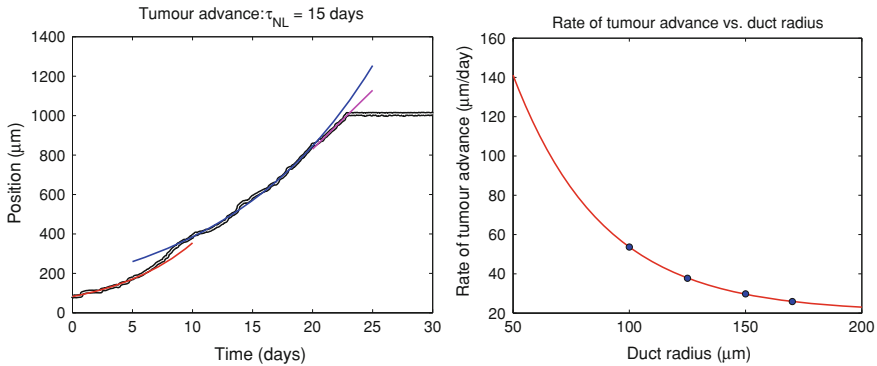 Tumour advance: τNL = 15 days
1400
1200
1000
800
600
400
200
0
0 5 10 15 20 25 30
Position (μm)
Time (days)
Rate of tumour advance vs. duct radius
160
140
120
100
80
60
40
20
50 100 150 200
Rate of tumour advance (μm/day)
Duct radius (μm)